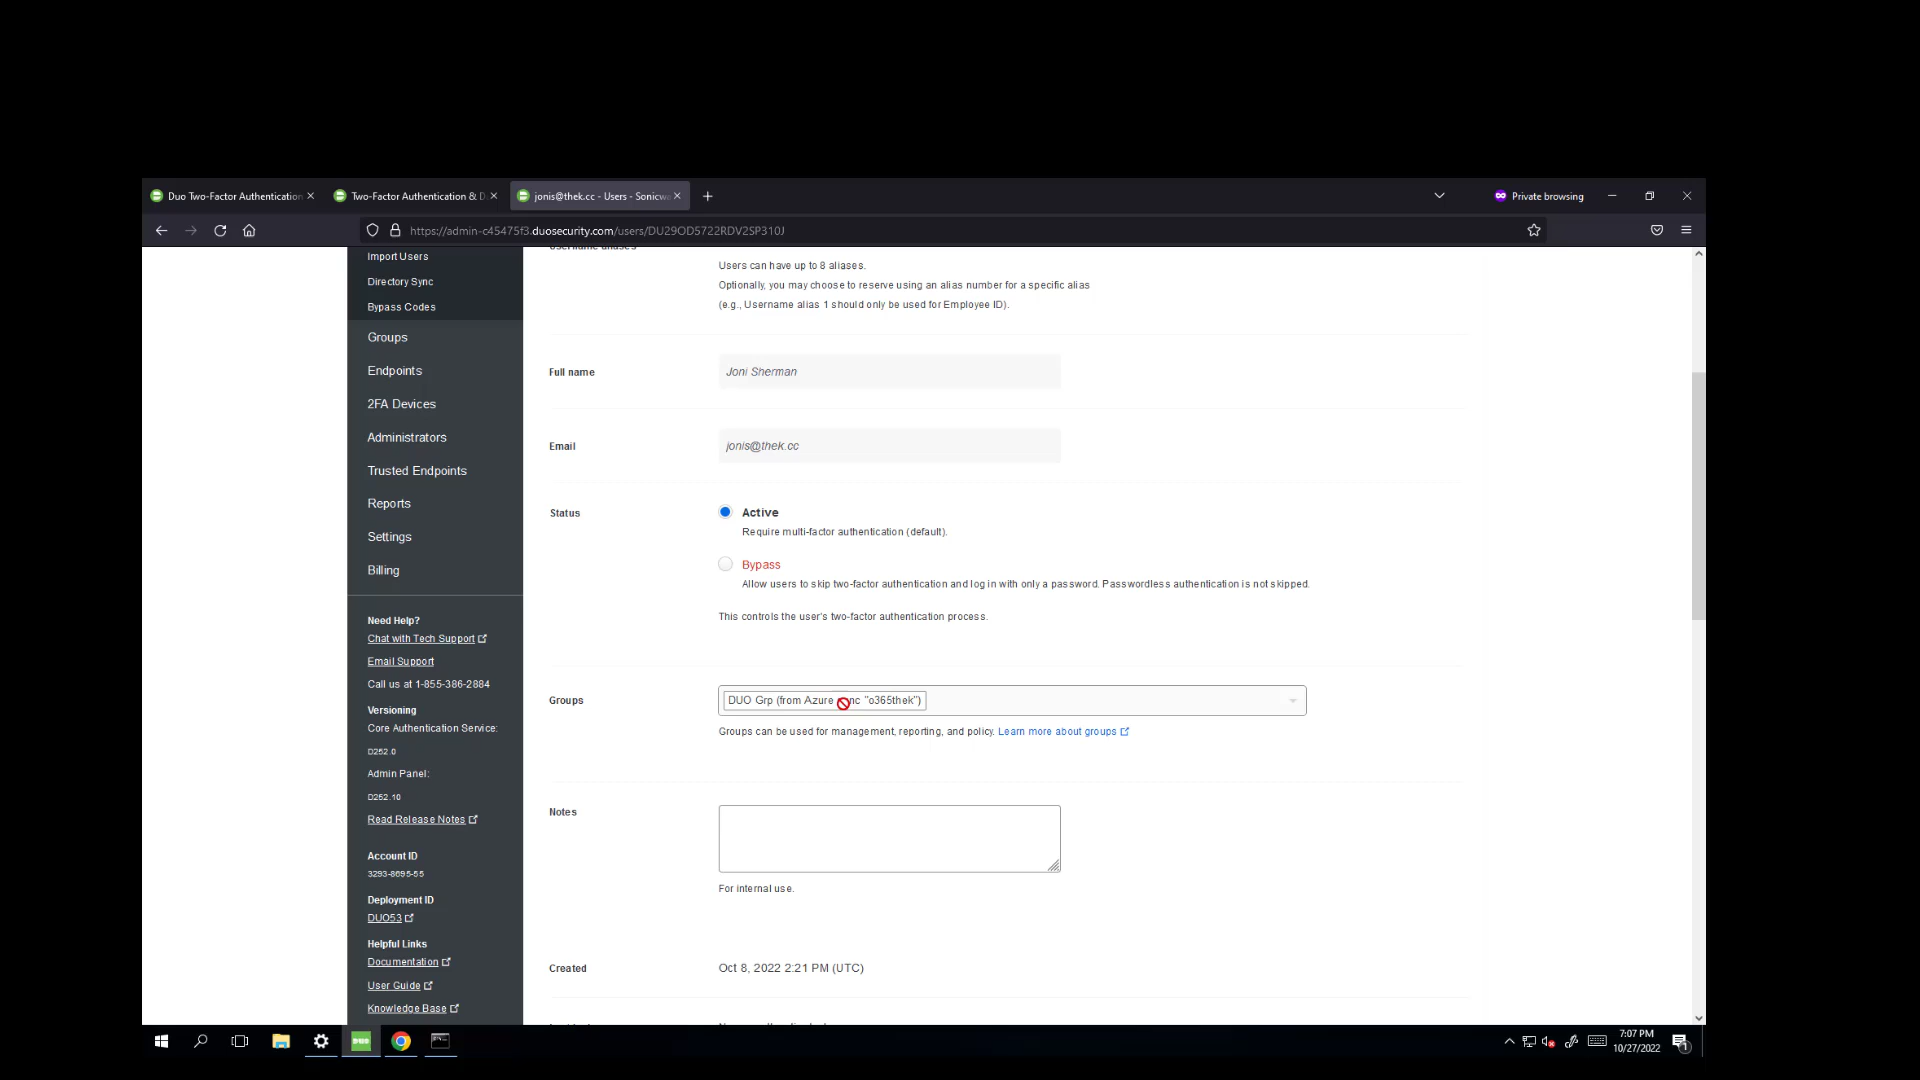 Duo Two-Factor Authentication
Two-Factor Authentication & D
jonis@thek.cc - Users - Sonicw
Private browsing
https://admin-c45475f3.duosecurity.com/users/DU29OD5722RDV2SP310J
Import Users
Directory Sync
Bypass Codes
Groups
Endpoints
2FA Devices
Administrators
Trusted Endpoints
Reports
Settings
Billing
Need Help?
Chat with Tech Support
Email Support
Call us at 1-855-386-2884
Versioning
Core Authentication Service:
D252.0
Admin Panel:
D252.10
Read Release Notes
Account ID
3293-8695-55
Deployment ID
DUO53
Helpful Links
Documentation
User Guide
Knowledge Base
Username aliases
Users can have up to 8 aliases.
Optionally, you may choose to reserve using an alias number for a specific alias
(e.g., Username alias 1 should only be used for Employee ID).
Full name
Joni Sherman
Email
jonis@thek.cc
Status
Active
Require multi-factor authentication (default).
Bypass
Allow users to skip two-factor authentication and log in with only a password. Passwordless authentication is not skipped.
This controls the user's two-factor authentication process.
Groups
DUO Grp (from Azure sync "o365thek")
Groups can be used for management, reporting, and policy. Learn more about groups
Notes
For internal use.
Created
Oct 8, 2022 2:21 PM (UTC)
DUO
7:07 PM
10/27/2022
1